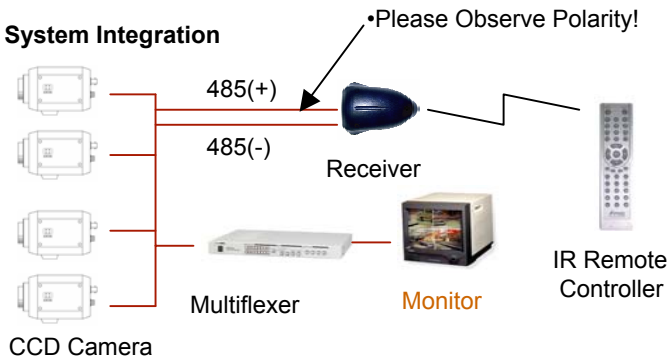 •Please Observe Polarity!
System Integration
485(+)
485(-)
Receiver
IR Remote
Controller
Multiflexer
Monitor
CCD Camera